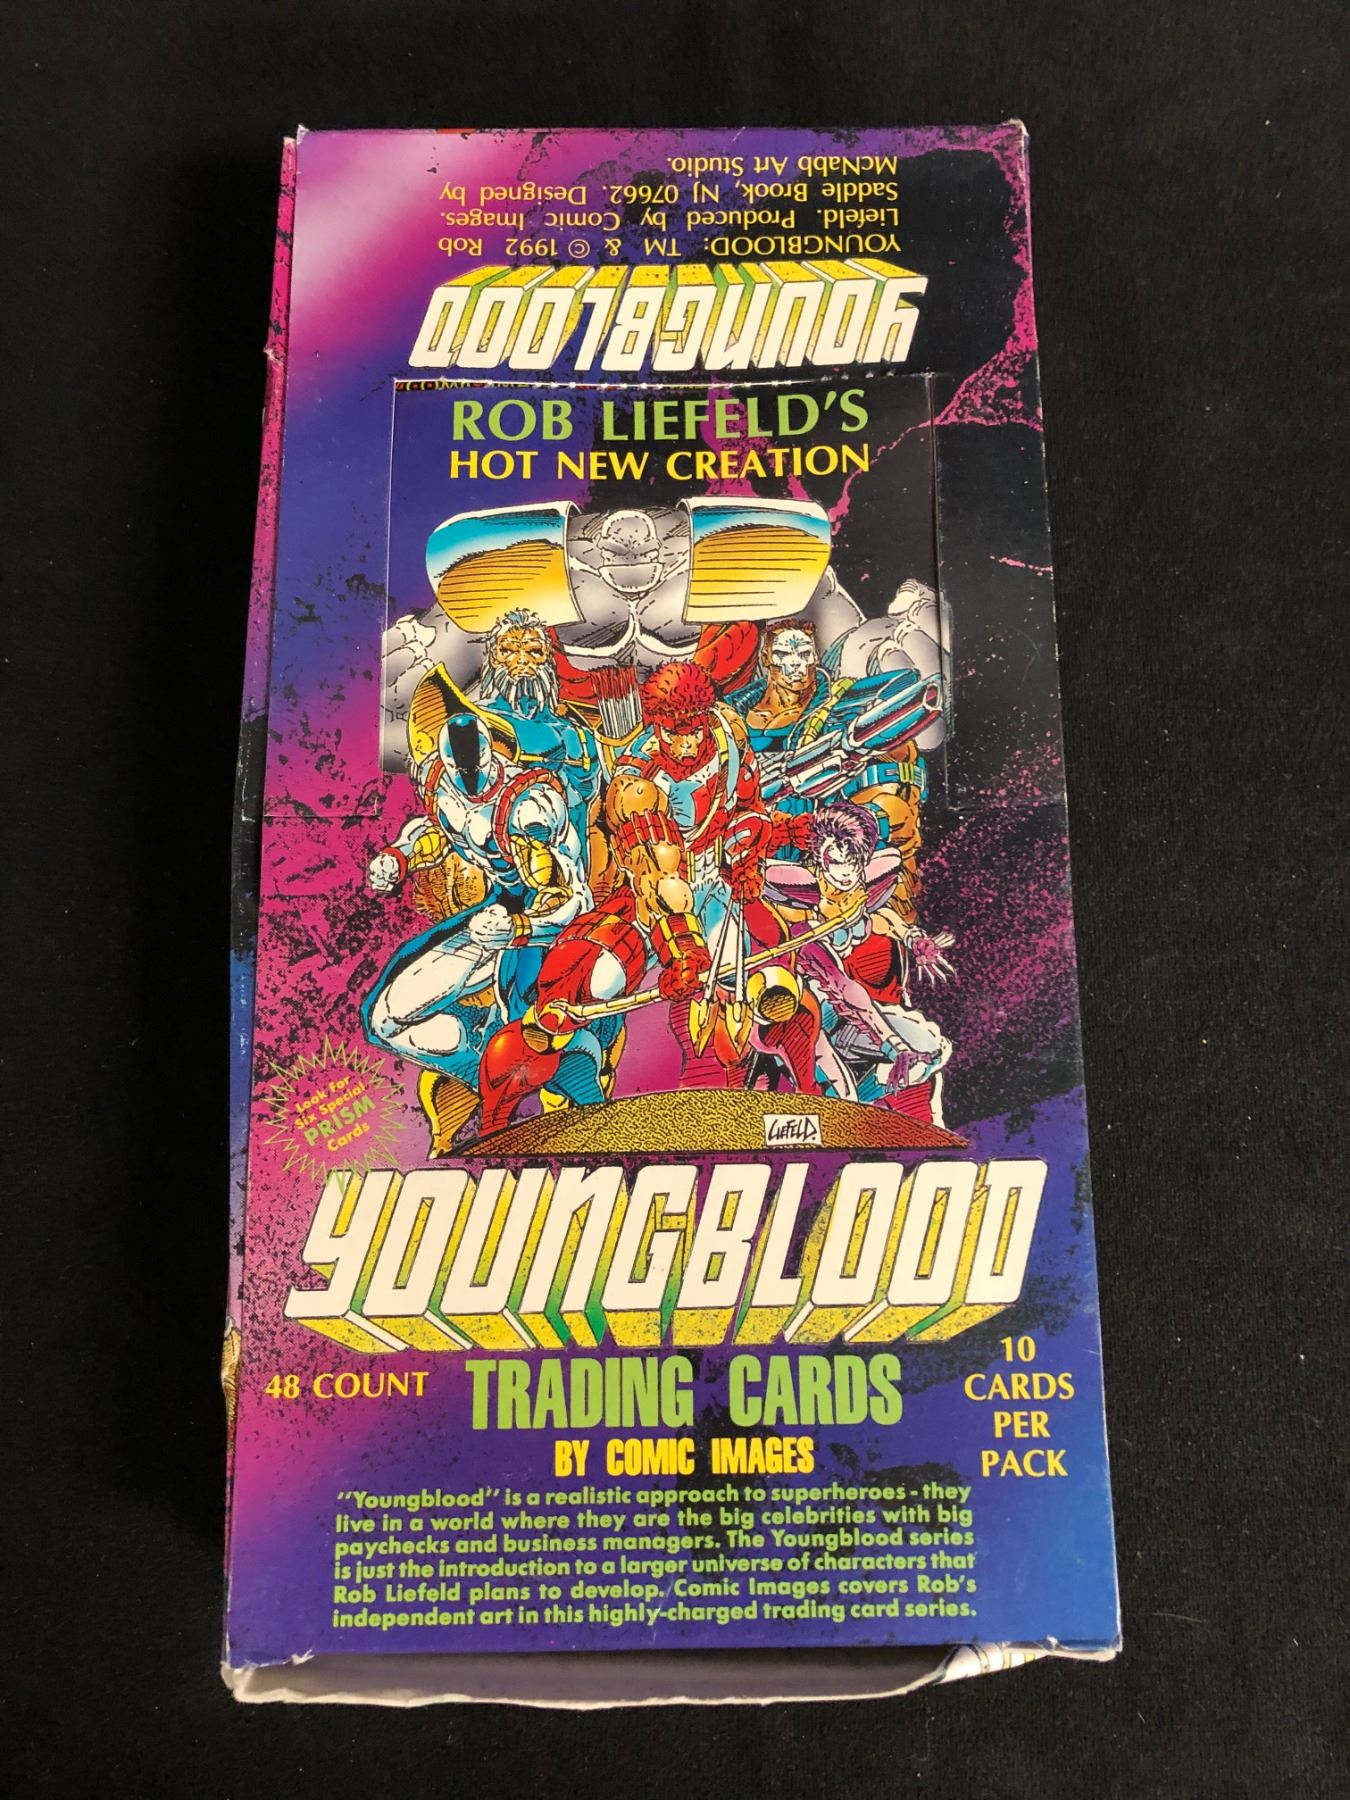 YOUNGBLOOD: TM & © 1992 Rob
Liefeld. Produced by Comic Images.
Saddle Brook, NJ 07662. Designed by
McNabb Art Studio.
YOUNGBLOOD
ROB LIEFELD'S
HOT NEW CREATION
Look for
Six Special
PRISM
Cards
LIEFELD.
YOUNGBLOOD
48 COUNT
TRADING CARDS
BY COMIC IMAGES
10
CARDS
PER
PACK
"Youngblood" is a realistic approach to superheroes - they
live in a world where they are the big celebrities with big
paychecks and business managers. The Youngblood series
is just the introduction to a larger universe of characters that
Rob Liefeld plans to develop. Comic Images covers Rob's
independent art in this highly-charged trading card series.